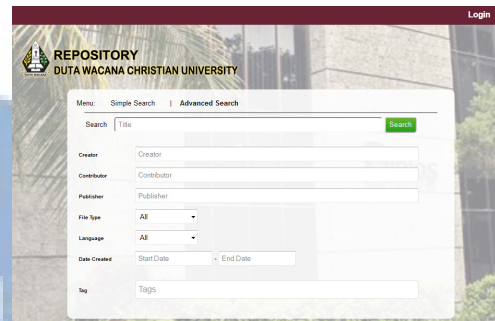 Login
REPOSITORY
DUTA WACANA CHRISTIAN UNIVERSITY
Menu: Simple Search | Advanced Search
Search Title Search
Creator Creator
Contributor Contributor
Publisher Publisher
File Type All
Language All
Date Created Start Date - End Date
Tag Tags